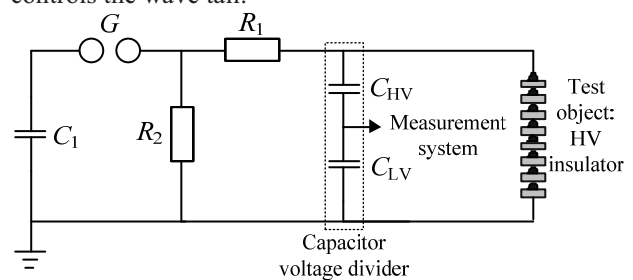 controls the wave tail.
G
R1
C1
R2
CHV
CLV
Measurement
system
Test
object:
HV
insulator
Capacitor
voltage divider